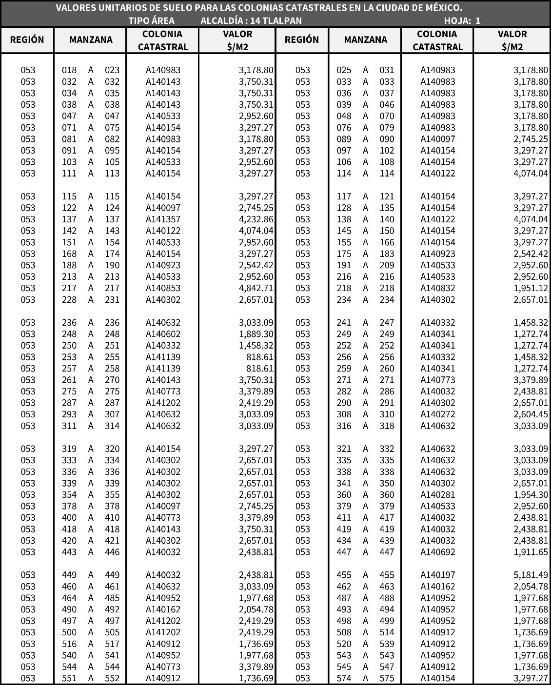 VALORES UNITARIOS DE SUELO PARA LAS COLONIAS CATASTRALES EN LA CIUDAD DE MÉXICO.
TIPO ÁREA ALCALDÍA : 14 TLALPAN HOJA: 1
REGIÓN MANZANA COLONIA CATASTRAL VALOR $/M2 REGIÓN MANZANA COLONIA CATASTRAL VALOR $/M2
053 018 A 023 A140983 3,178.80 053 025 A 031 A140983 3,178.80
053 032 A 032 A140143 3,750.31 053 033 A 033 A140983 3,178.80
053 034 A 035 A140143 3,750.31 053 036 A 037 A140983 3,178.80
053 038 A 038 A140143 3,750.31 053 039 A 046 A140983 3,178.80
053 047 A 047 A140533 2,952.60 053 048 A 070 A140983 3,178.80
053 071 A 075 A140154 3,297.27 053 076 A 079 A140983 3,178.80
053 081 A 082 A140983 3,178.80 053 089 A 090 A140097 2,745.25
053 091 A 095 A140154 3,297.27 053 097 A 102 A140154 3,297.27
053 103 A 105 A140533 2,952.60 053 106 A 108 A140154 3,297.27
053 111 A 113 A140154 3,297.27 053 114 A 114 A140122 4,074.04
053 115 A 115 A140154 3,297.27 053 117 A 121 A140154 3,297.27
053 122 A 124 A140097 2,745.25 053 128 A 135 A140154 3,297.27
053 137 A 137 A141357 4,232.86 053 138 A 140 A140122 4,074.04
053 142 A 143 A140122 4,074.04 053 145 A 150 A140154 3,297.27
053 151 A 154 A140533 2,952.60 053 155 A 166 A140154 3,297.27
053 168 A 174 A140154 3,297.27 053 175 A 183 A140923 2,542.42
053 188 A 190 A140923 2,542.42 053 191 A 209 A140533 2,952.60
053 213 A 213 A140533 2,952.60 053 216 A 216 A140533 2,952.60
053 217 A 217 A140853 4,842.71 053 218 A 218 A140832 1,951.12
053 228 A 231 A140302 2,657.01 053 234 A 234 A140302 2,657.01
053 236 A 236 A140632 3,033.09 053 241 A 247 A140332 1,458.32
053 248 A 248 A140602 1,889.30 053 249 A 249 A140341 1,272.74
053 250 A 251 A140332 1,458.32 053 252 A 252 A140341 1,272.74
053 253 A 255 A141139 818.61 053 256 A 256 A140332 1,458.32
053 257 A 258 A141139 818.61 053 259 A 260 A140341 1,272.74
053 261 A 270 A140143 3,750.31 053 271 A 271 A140773 3,379.89
053 275 A 275 A140773 3,379.89 053 282 A 286 A140032 2,438.81
053 287 A 287 A141202 2,419.29 053 290 A 291 A140302 2,657.01
053 293 A 307 A140632 3,033.09 053 308 A 310 A140272 2,604.45
053 311 A 314 A140632 3,033.09 053 316 A 318 A140632 3,033.09
053 319 A 320 A140154 3,297.27 053 321 A 332 A140632 3,033.09
053 333 A 334 A140302 2,657.01 053 335 A 335 A140632 3,033.09
053 336 A 336 A140302 2,657.01 053 338 A 338 A140632 3,033.09
053 339 A 339 A140302 2,657.01 053 341 A 350 A140302 2,657.01
053 354 A 355 A140302 2,657.01 053 360 A 360 A140281 1,954.30
053 378 A 378 A140097 2,745.25 053 379 A 379 A140533 2,952.60
053 400 A 410 A140773 3,379.89 053 411 A 417 A140032 2,438.81
053 418 A 418 A140143 3,750.31 053 419 A 419 A140032 2,438.81
053 420 A 421 A140302 2,657.01 053 434 A 439 A140032 2,438.81
053 443 A 446 A140032 2,438.81 053 447 A 447 A140692 1,911.65
053 449 A 449 A140032 2,438.81 053 455 A 455 A140197 5,181.49
053 460 A 461 A140632 3,033.09 053 462 A 463 A140162 2,054.78
053 464 A 485 A140952 1,977.68 053 487 A 488 A140952 1,977.68
053 490 A 492 A140162 2,054.78 053 493 A 494 A140952 1,977.68
053 497 A 497 A141202 2,419.29 053 498 A 499 A140952 1,977.68
053 500 A 505 A141202 2,419.29 053 508 A 514 A140912 1,736.69
053 516 A 517 A140912 1,736.69 053 520 A 539 A140912 1,736.69
053 540 A 541 A140952 1,977.68 053 543 A 543 A140952 1,977.68
053 544 A 544 A140773 3,379.89 053 545 A 547 A140912 1,736.69
053 551 A 552 A140912 1,736.69 053 574 A 575 A140154 3,297.27